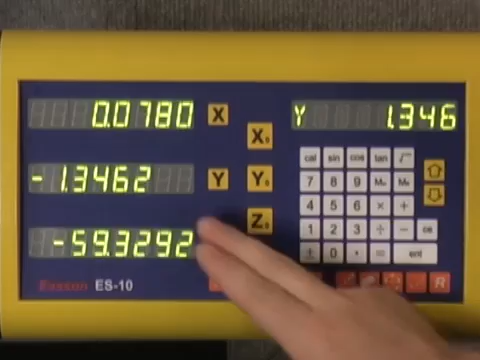 0.0780 X
Y 1.346
X₀
-1.3462 Y Y₀
-59.3292 Z₀
cal sin cos tan √
7 8 9
4 5 6 × +
1 2 3 ÷ − ce
± 0 . = ent
Easson ES-10 R